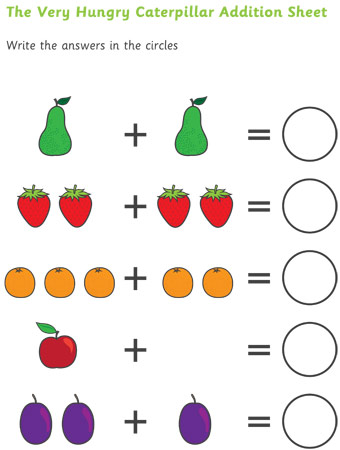 The Very Hungry Caterpillar Addition Sheet
Write the answers in the circles
+ =
+ =
+ =
+ =
+ =